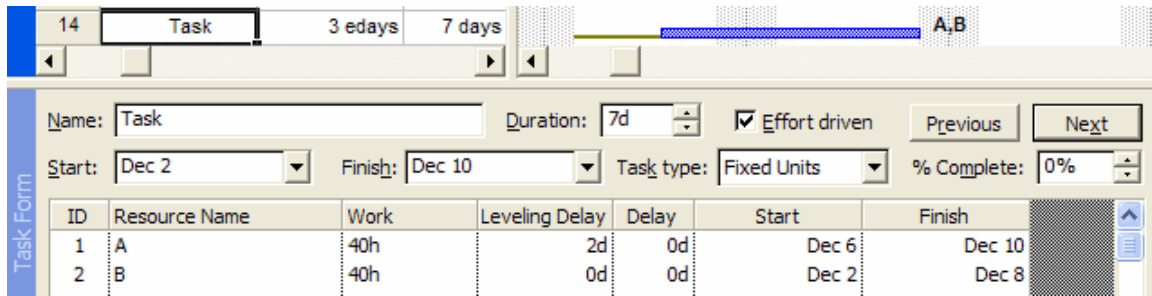 14 Task 3 edays 7 days A,B
Name: Task Duration: 7d Effort driven Previous Next
Start: Dec 2 Finish: Dec 10 Task type: Fixed Units % Complete: 0%
Task Form
ID Resource Name Work Leveling Delay Delay Start Finish
1 A 40h 2d 0d Dec 6 Dec 10
2 B 40h 0d 0d Dec 2 Dec 8